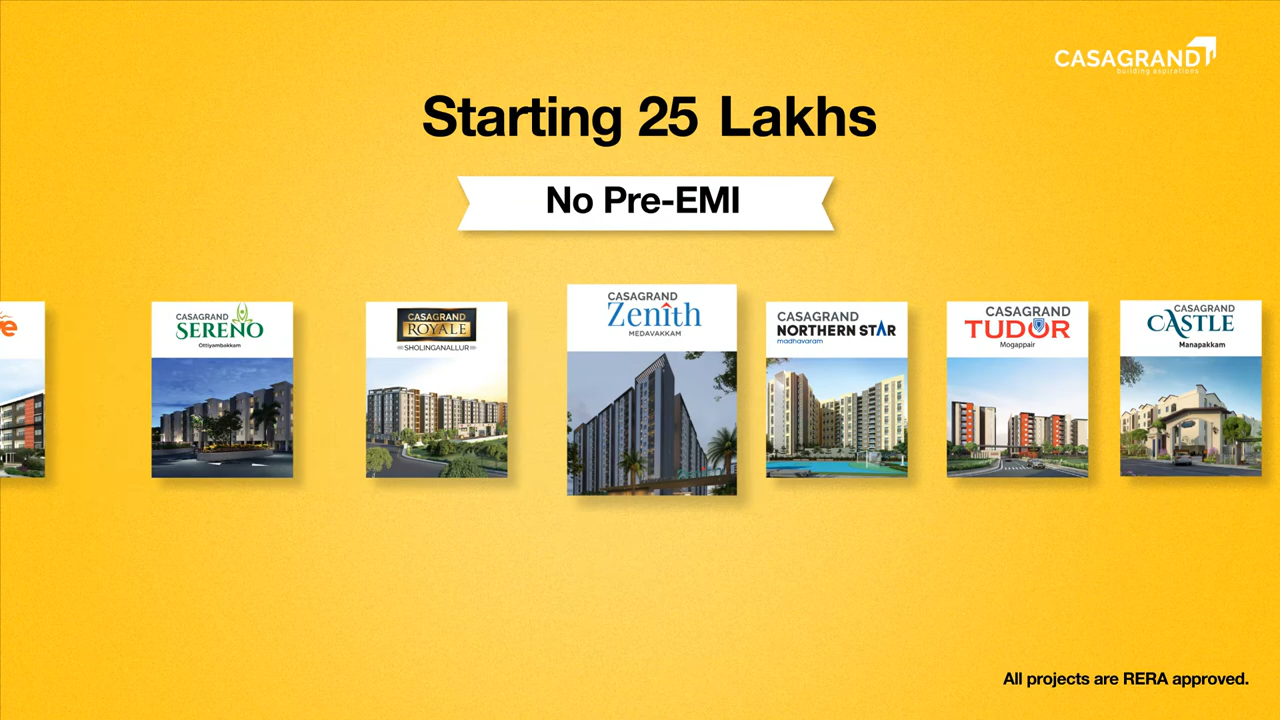 CASAGRAND
building aspirations
Starting 25 Lakhs
No Pre-EMI
CASAGRAND
SERENO
Ottiyambakkam
CASAGRAND
ROYALE
SHOLINGANALLUR
CASAGRAND
Zenith
MEDAVAKKAM
CASAGRAND
NORTHERN STAR
madhavaram
CASAGRAND
TUDOR
Mogappair
CASAGRAND
CASTLE
Manapakkam
All projects are RERA approved.